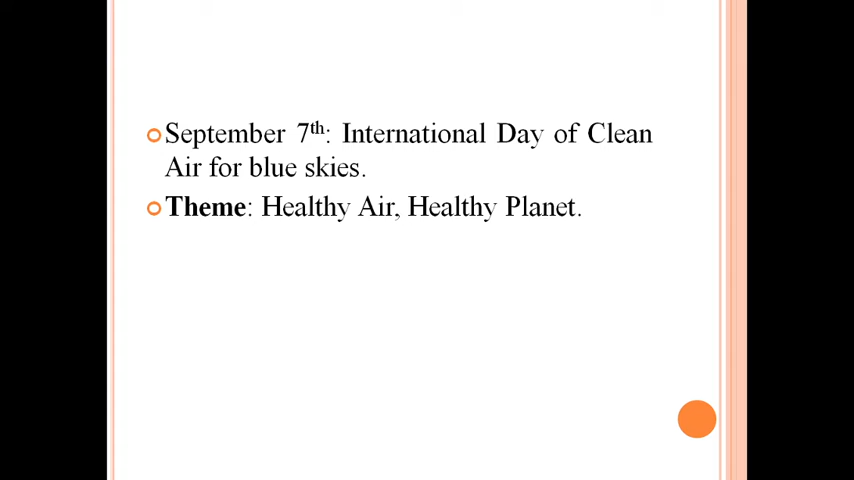 September 7th: International Day of Clean
Air for blue skies.
Theme: Healthy Air, Healthy Planet.